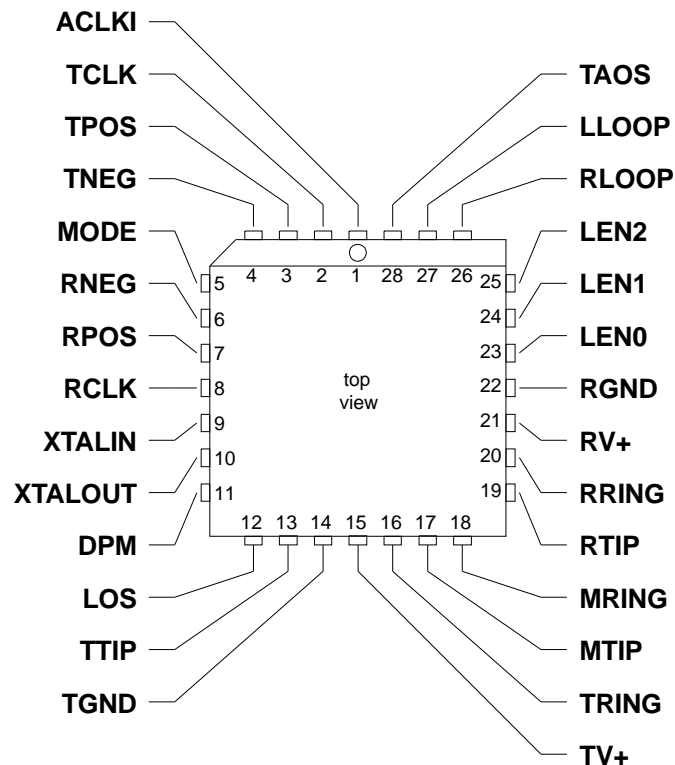 ACLKI
TCLK
TPOS
TNEG
MODE
RNEG
RPOS
RCLK
XTALIN
XTALOUT
DPM
LOS
TTIP
TGND
TAOS
LLOOP
RLOOP
LEN2
LEN1
LEN0
RGND
RV+
RRING
RTIP
MRING
MTIP
TRING
TV+
4 3 2 1 28 27 26
5
6
7
8
9
10
11
25
24
23
22
21
20
19
top
view
12 13 14 15 16 17 18